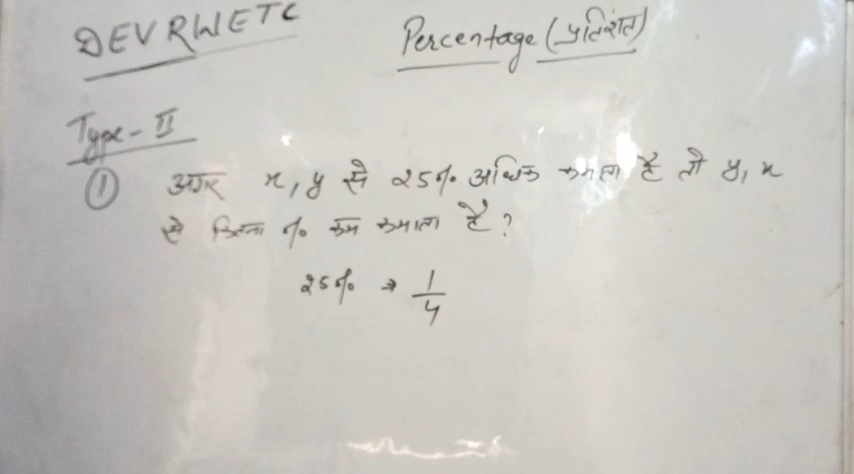 DEVRWETC
Percentage (प्रतिशत)
Type-II
① अगर x, y से 25% अधिक कमाता है तो y, x
से कितना % कम कमाता है?
25% → 1/4